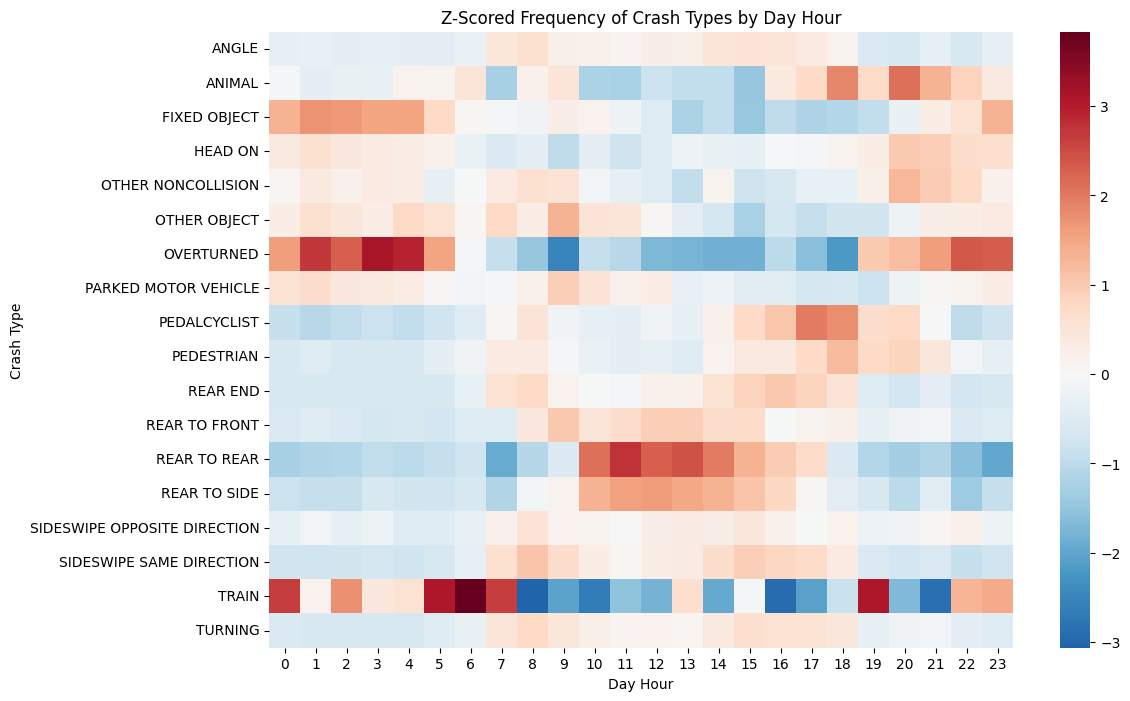 Z-Scored Frequency of Crash Types by Day Hour
Crash Type
ANGLE
ANIMAL
FIXED OBJECT
HEAD ON
OTHER NONCOLLISION
OTHER OBJECT
OVERTURNED
PARKED MOTOR VEHICLE
PEDALCYCLIST
PEDESTRIAN
REAR END
REAR TO FRONT
REAR TO REAR
REAR TO SIDE
SIDESWIPE OPPOSITE DIRECTION
SIDESWIPE SAME DIRECTION
TRAIN
TURNING
0 1 2 3 4 5 6 7 8 9 10 11 12 13 14 15 16 17 18 19 20 21 22 23
Day Hour
3
2
1
0
−1
−2
−3